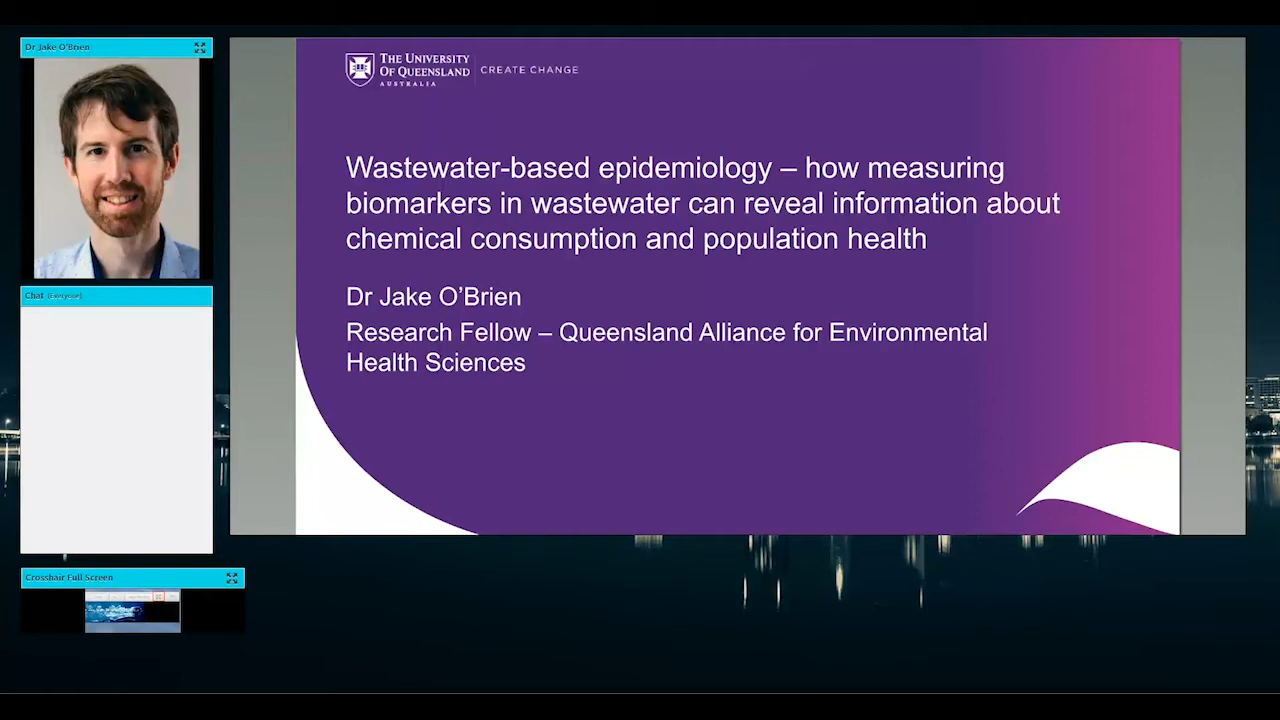 Dr Jake O'Brien
THE UNIVERSITY
OF QUEENSLAND
AUSTRALIA
CREATE CHANGE
Wastewater-based epidemiology – how measuring
biomarkers in wastewater can reveal information about
chemical consumption and population health
Dr Jake O’Brien
Research Fellow – Queensland Alliance for Environmental
Health Sciences
Chat (Everyone)
Crosshair Full Screen